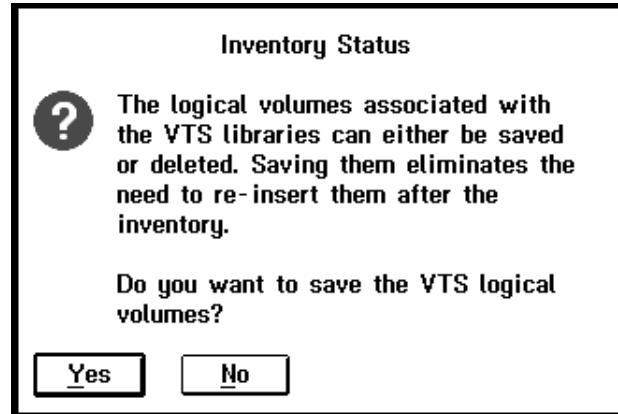 Inventory Status
?
The logical volumes associated with
the VTS libraries can either be saved
or deleted. Saving them eliminates the
need to re-insert them after the
inventory.
Do you want to save the VTS logical
volumes?
Yes No